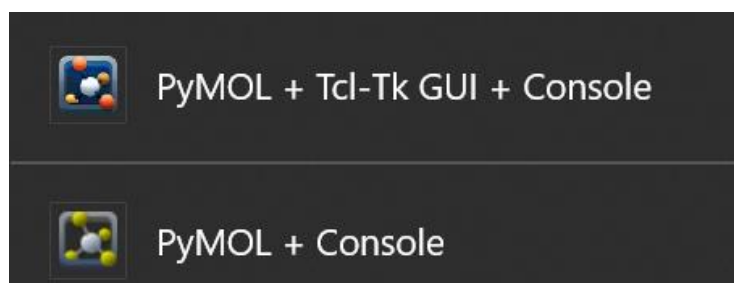 PyMOL + Tcl-Tk GUI + Console
PyMOL + Console